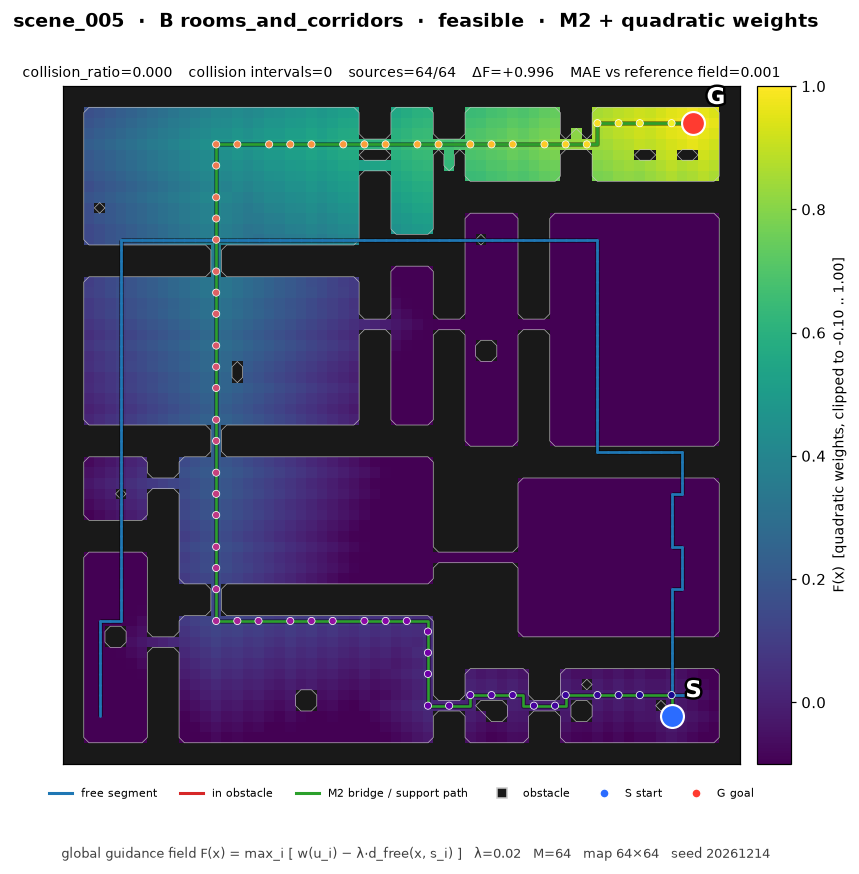 scene_005 · B rooms_and_corridors · feasible · M2 + quadratic weights
collision_ratio=0.000 collision intervals=0 sources=64/64 ΔF=+0.996 MAE vs reference field=0.001
G
S
1.0
0.8
0.6
0.4
0.2
0.0
F(x) [quadratic weights, clipped to -0.10 .. 1.00]
free segment
in obstacle
M2 bridge / support path
obstacle
S start
G goal
global guidance field F(x) = max_i [ w(u_i) − λ·d_free(x, s_i) ] λ=0.02 M=64 map 64×64 seed 20261214